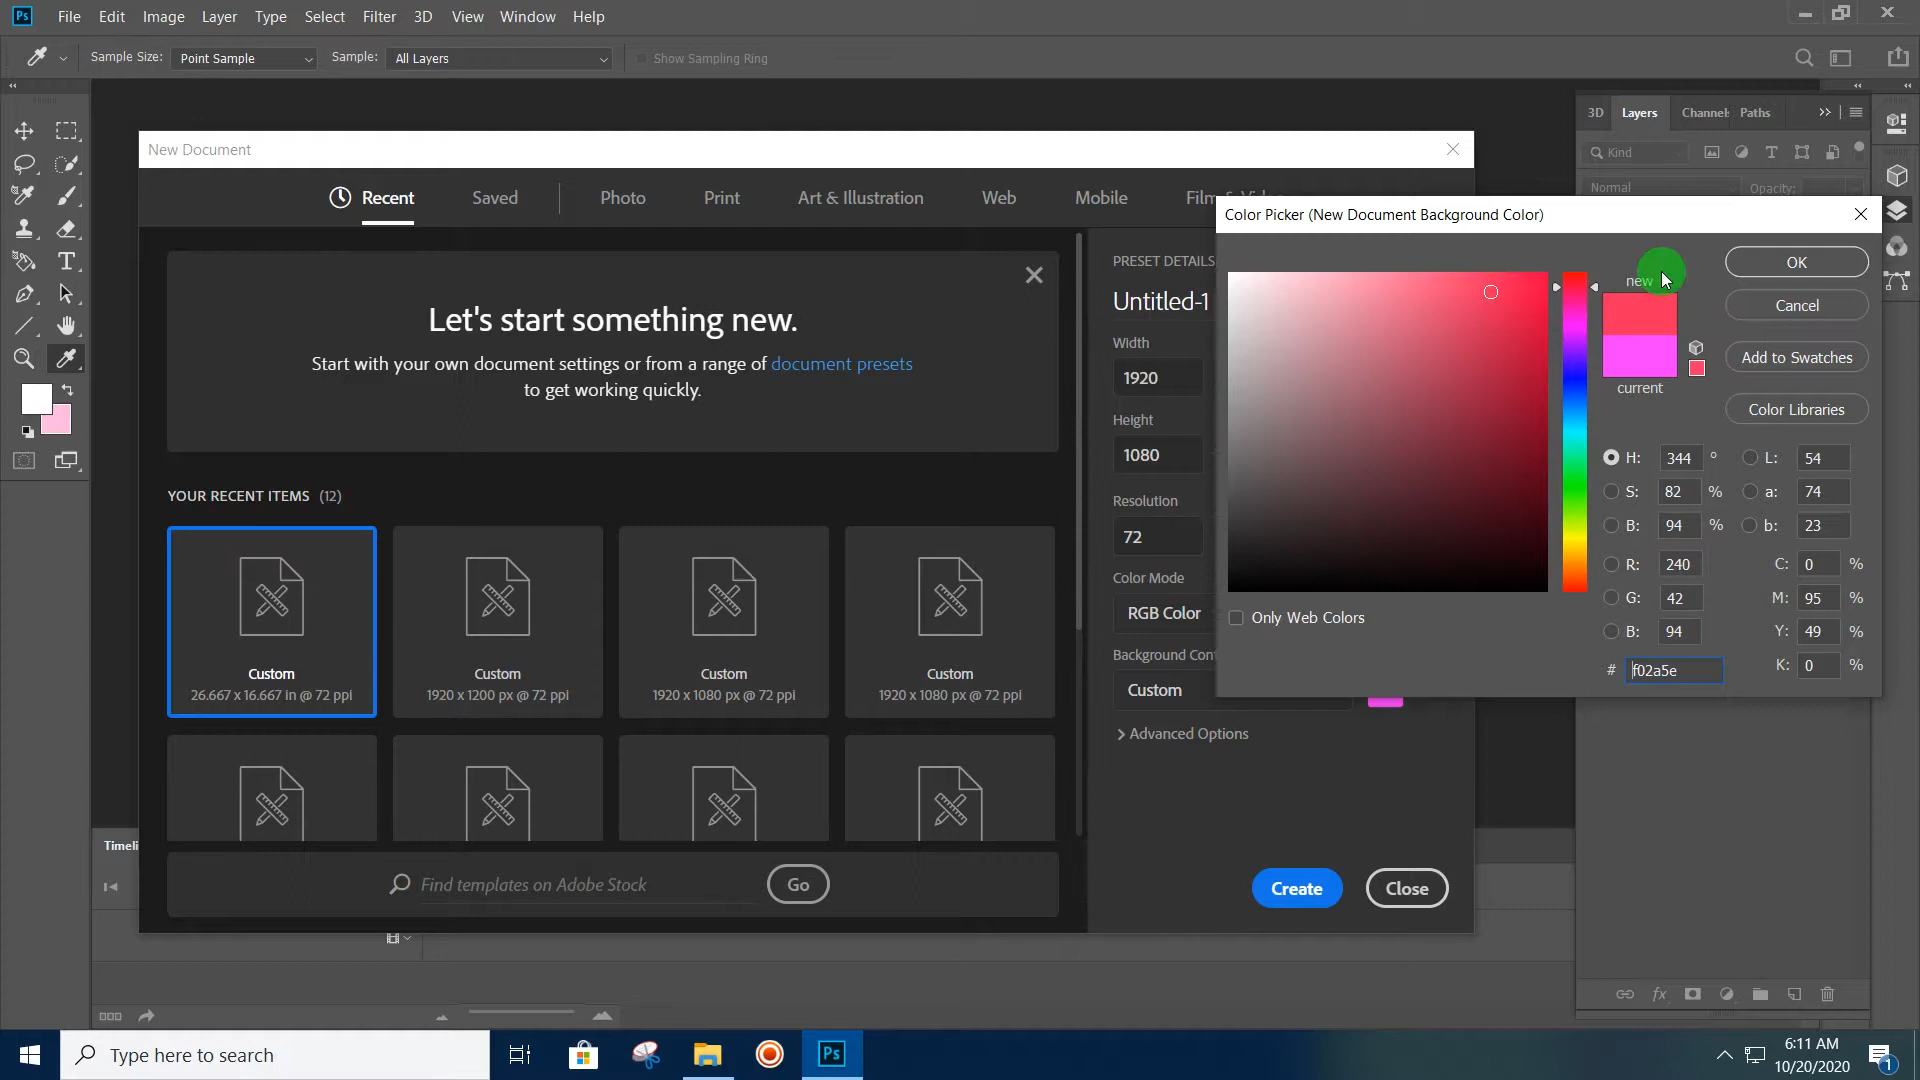 Ps File Edit Image Layer Type Select Filter 3D View Window Help
Sample Size: Point Sample Sample: All Layers Show Sampling Ring
3D Layers Channels Paths
Kind
Normal Opacity:
New Document
Recent Saved Photo Print Art & Illustration Web Mobile Film & Video
Let's start something new.
Start with your own document settings or from a range of document presets
to get working quickly.
YOUR RECENT ITEMS (12)
Custom
26.667 x 16.667 in @ 72 ppi
Custom
1920 x 1200 px @ 72 ppi
Custom
1920 x 1080 px @ 72 ppi
Custom
1920 x 1080 px @ 72 ppi
Find templates on Adobe Stock Go
PRESET DETAILS
Untitled-1
Width
1920
Height
1080
Resolution
72
Color Mode
RGB Color
Background Cont
Custom
Advanced Options
Create Close
Color Picker (New Document Background Color)
new
current
OK
Cancel
Add to Swatches
Color Libraries
H: 344 ° L: 54
S: 82 % a: 74
B: 94 % b: 23
R: 240 C: 0 %
G: 42 M: 95 %
B: 94 Y: 49 %
# f02a5e K: 0 %
Only Web Colors
Timeli
fx
Type here to search
Ps
6:11 AM
10/20/2020
1